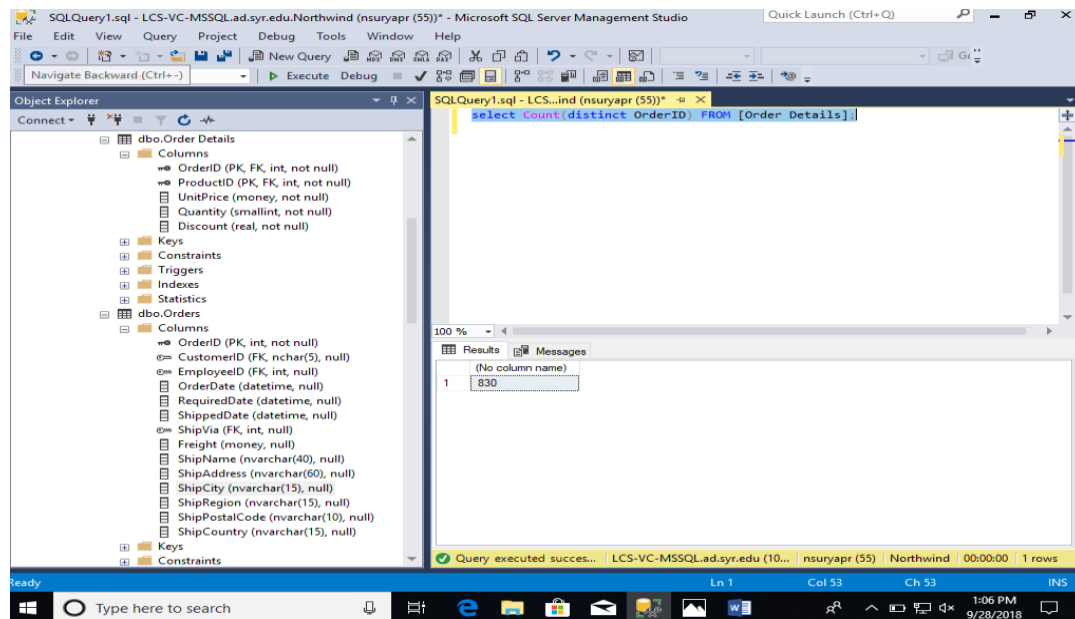 SQLQuery1.sql - LCS-VC-MSSQL.ad.syr.edu.Northwind (nsuryapr (55))* - Microsoft SQL Server Management Studio
Quick Launch (Ctrl+Q)
File Edit View Query Project Debug Tools Window Help
New Query
Navigate Backward (Ctrl+-)
Execute Debug
Object Explorer
Connect
dbo.Order Details
Columns
OrderID (PK, FK, int, not null)
ProductID (PK, FK, int, not null)
UnitPrice (money, not null)
Quantity (smallint, not null)
Discount (real, not null)
Keys
Constraints
Triggers
Indexes
Statistics
dbo.Orders
Columns
OrderID (PK, int, not null)
CustomerID (FK, nchar(5), null)
EmployeeID (FK, int, null)
OrderDate (datetime, null)
RequiredDate (datetime, null)
ShippedDate (datetime, null)
ShipVia (FK, int, null)
Freight (money, null)
ShipName (nvarchar(40), null)
ShipAddress (nvarchar(60), null)
ShipCity (nvarchar(15), null)
ShipRegion (nvarchar(15), null)
ShipPostalCode (nvarchar(10), null)
ShipCountry (nvarchar(15), null)
Keys
Constraints
SQLQuery1.sql - LCS...ind (nsuryapr (55))*
select Count(distinct OrderID) FROM [Order Details];
100 %
Results Messages
(No column name)
1 830
Query executed succes... LCS-VC-MSSQL.ad.syr.edu (10... nsuryapr (55) Northwind 00:00:00 1 rows
Ready Ln 1 Col 53 Ch 53 INS
Type here to search
1:06 PM
9/28/2018